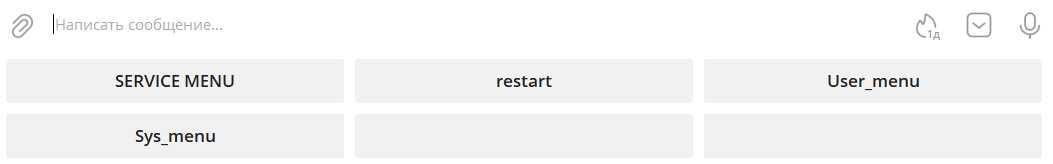 Написать сообщение...
1д
SERVICE MENU restart User_menu
Sys_menu